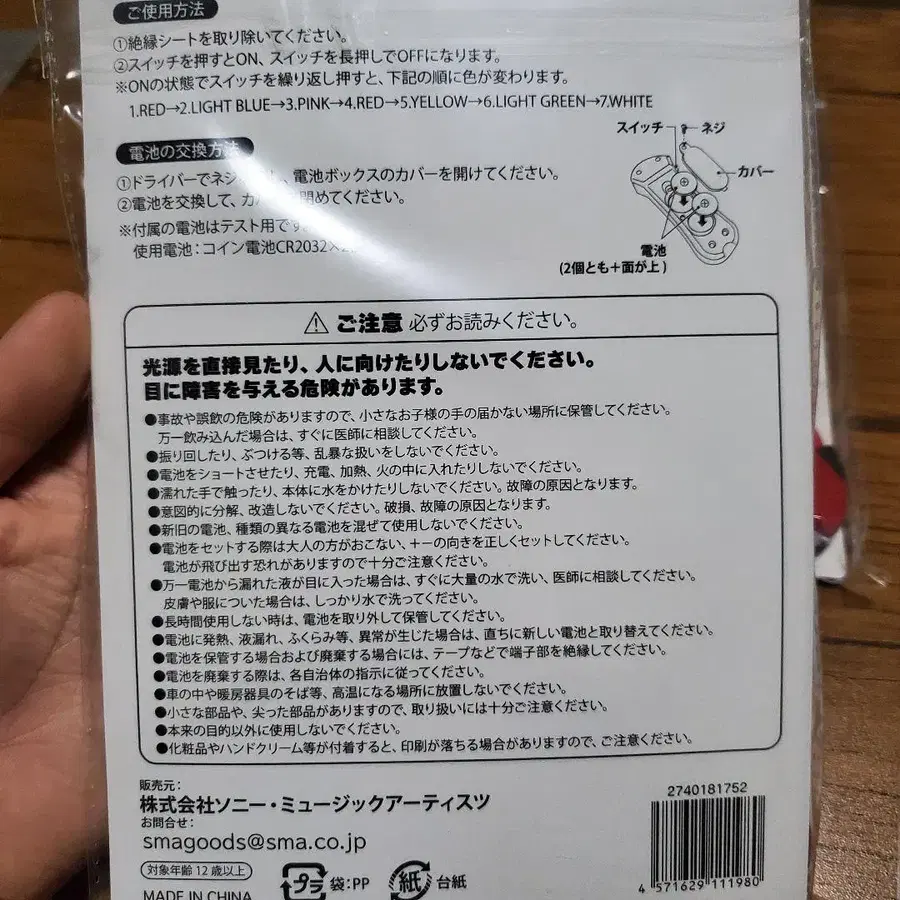 ご使用方法
①絶縁シートを取り除いてください。
②スイッチを押すとON、スイッチを長押しでOFFになります。
※ONの状態でスイッチを繰り返し押すと、下記の順に色が変わります。
1.RED→2.LIGHT BLUE→3.PINK→4.RED→5.YELLOW→6.LIGHT GREEN→7.WHITE
電池の交換方法
①ドライバーでネジ し、電池ボックスのカバーを開けてください。
②電池を交換して、カ 閉めてください。
※付属の電池はテスト用です
使用電池：コイン電池CR2032×2
スイッチ
ネジ
カバー
電池
(2個とも＋面が上)
⚠ ご注意 必ずお読みください。
光源を直接見たり、人に向けたりしないでください。
目に障害を与える危険があります。
●事故や誤飲の危険がありますので、小さなお子様の手の届かない場所に保管してください。
万一飲み込んだ場合は、すぐに医師に相談してください。
●振り回したり、ぶつける等、乱暴な扱いをしないでください。
●電池をショートさせたり、充電、加熱、火の中に入れたりしないでください。
●濡れた手で触ったり、本体に水をかけたりしないでください。故障の原因となります。
●意図的に分解、改造しないでください。破損、故障の原因となります。
●新旧の電池、種類の異なる電池を混ぜて使用しないでください。
●電池をセットする際は大人の方がおこない、＋－の向きを正しくセットしてください。
電池が飛び出す恐れがありますので十分ご注意ください。
●万一電池から漏れた液が目に入った場合は、すぐに大量の水で洗い、医師に相談してください。
皮膚や服についた場合は、しっかり水で洗ってください。
●長時間使用しない時は、電池を取り外して保管してください。
●電池に発熱、液漏れ、ふくらみ等、異常が生じた場合は、直ちに新しい電池と取り替えてください。
●電池を保管する場合および廃棄する場合には、テープなどで端子部を絶縁してください。
●電池を廃棄する際は、各自治体の指示に従ってください。
●車の中や暖房器具のそば等、高温になる場所に放置しないでください。
●小さな部品や、尖った部品がありますので、取り扱いには十分ご注意ください。
●本来の目的以外に使用しないでください。
●化粧品やハンドクリーム等が付着すると、印刷が落ちる場合がありますので、ご注意ください。
販売元：
株式会社ソニー・ミュージックアーティスツ
お問合せ：
smagoods@sma.co.jp
対象年齢12歳以上
MADE IN CHINA
プラ 袋：PP
紙 台紙
2740181752
4 571629 111980